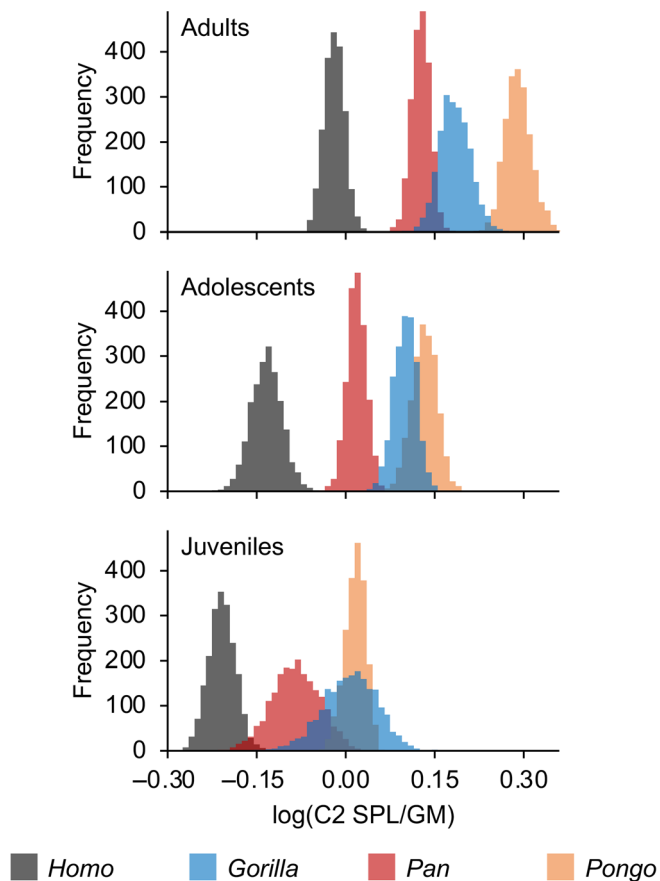 Adults
Frequency
400
300
200
100
0
Adolescents
Frequency
400
300
200
100
0
Juveniles
Frequency
400
300
200
100
0
–0.30 –0.15 0.00 0.15 0.30
log(C2 SPL/GM)
Homo Gorilla Pan Pongo